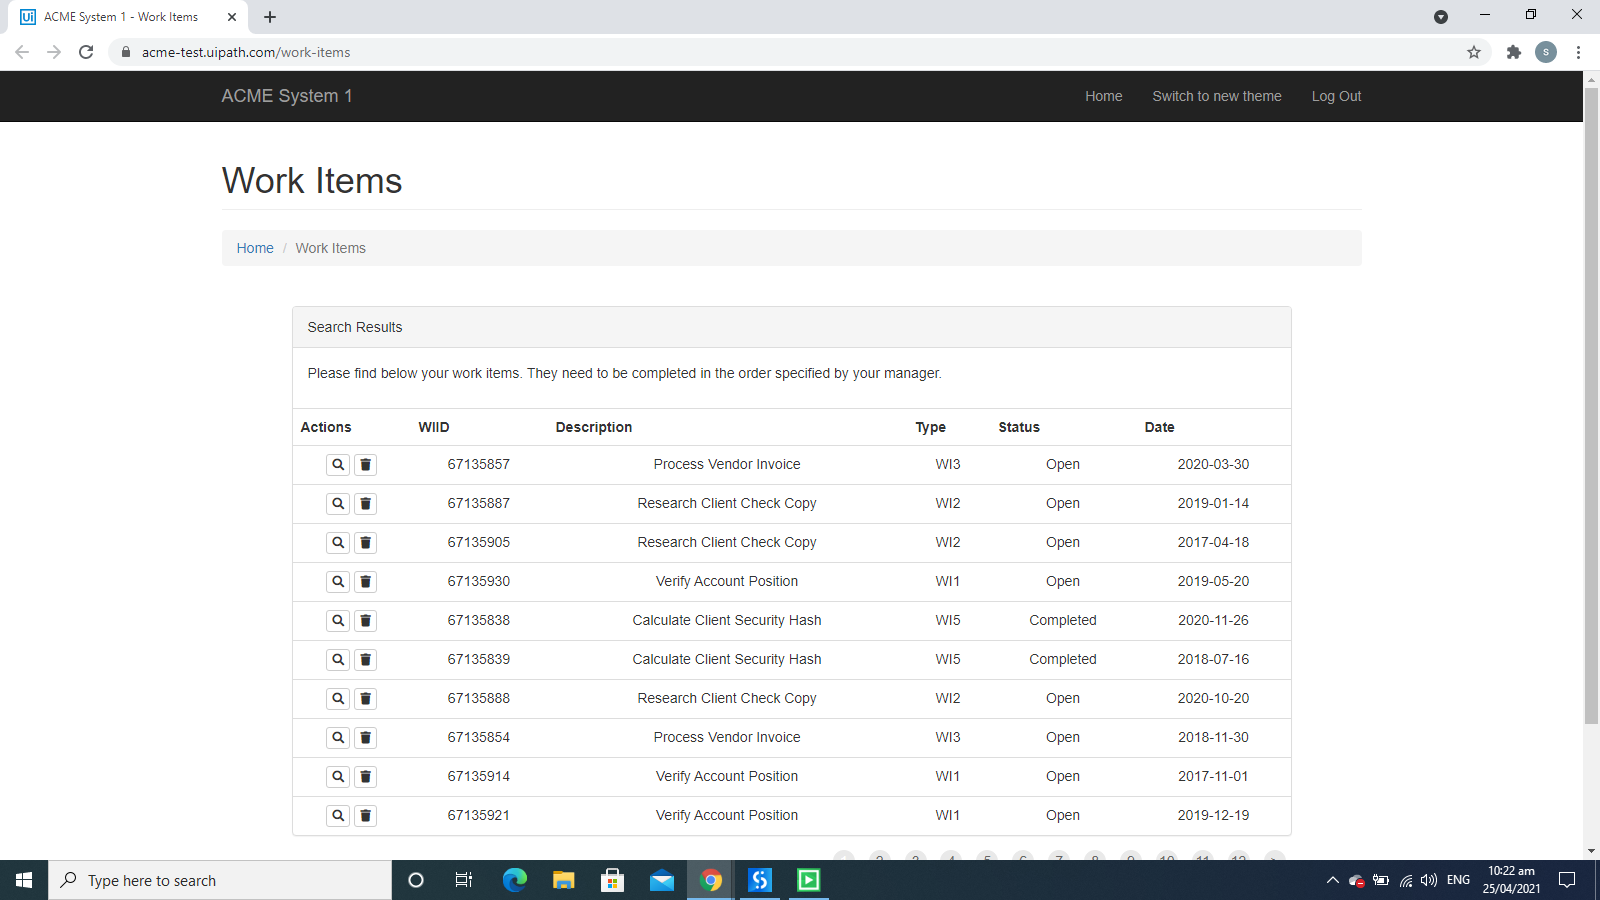 Ui ACME System 1 - Work Items
acme-test.uipath.com/work-items
S
ACME System 1 Home Switch to new theme Log Out
Work Items
Home / Work Items
Search Results
Please find below your work items. They need to be completed in the order specified by your manager.
Actions WIID Description Type Status Date
67135857 Process Vendor Invoice WI3 Open 2020-03-30
67135887 Research Client Check Copy WI2 Open 2019-01-14
67135905 Research Client Check Copy WI2 Open 2017-04-18
67135930 Verify Account Position WI1 Open 2019-05-20
67135838 Calculate Client Security Hash WI5 Completed 2020-11-26
67135839 Calculate Client Security Hash WI5 Completed 2018-07-16
67135888 Research Client Check Copy WI2 Open 2020-10-20
67135854 Process Vendor Invoice WI3 Open 2018-11-30
67135914 Verify Account Position WI1 Open 2017-11-01
67135921 Verify Account Position WI1 Open 2019-12-19
Type here to search
ENG
10:22 am
25/04/2021